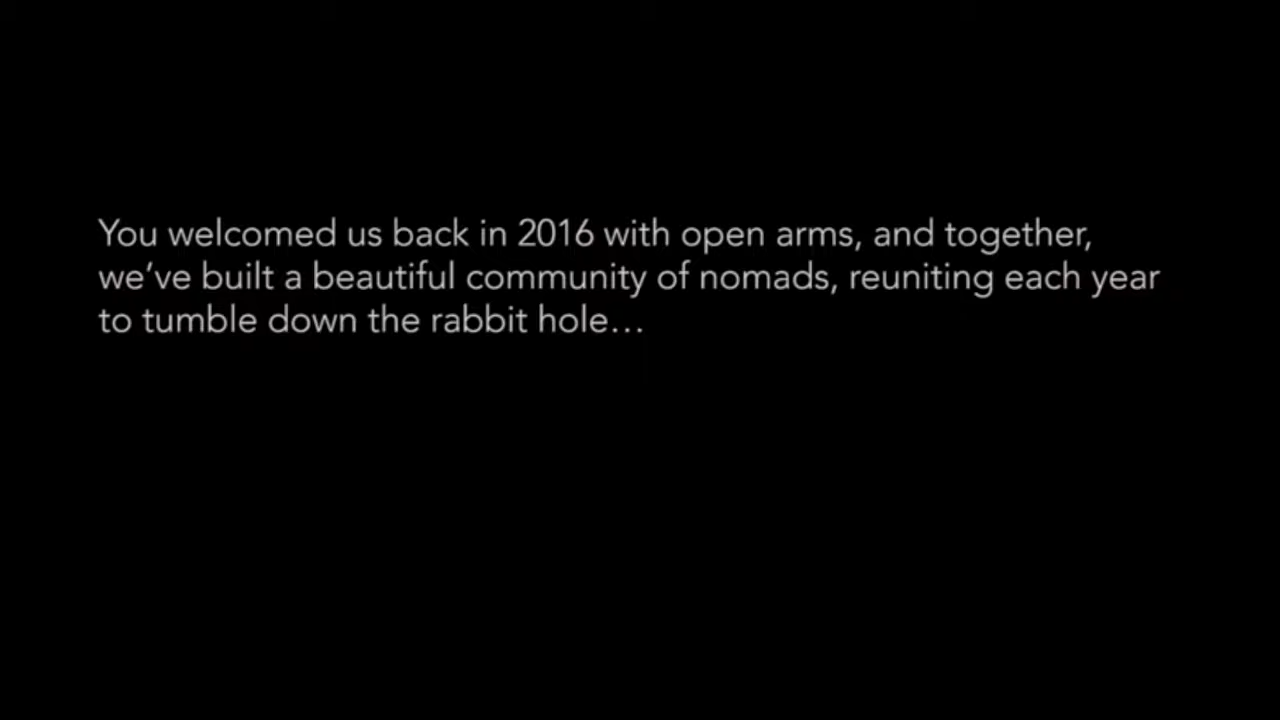 You welcomed us back in 2016 with open arms, and together,
we’ve built a beautiful community of nomads, reuniting each year
to tumble down the rabbit hole…